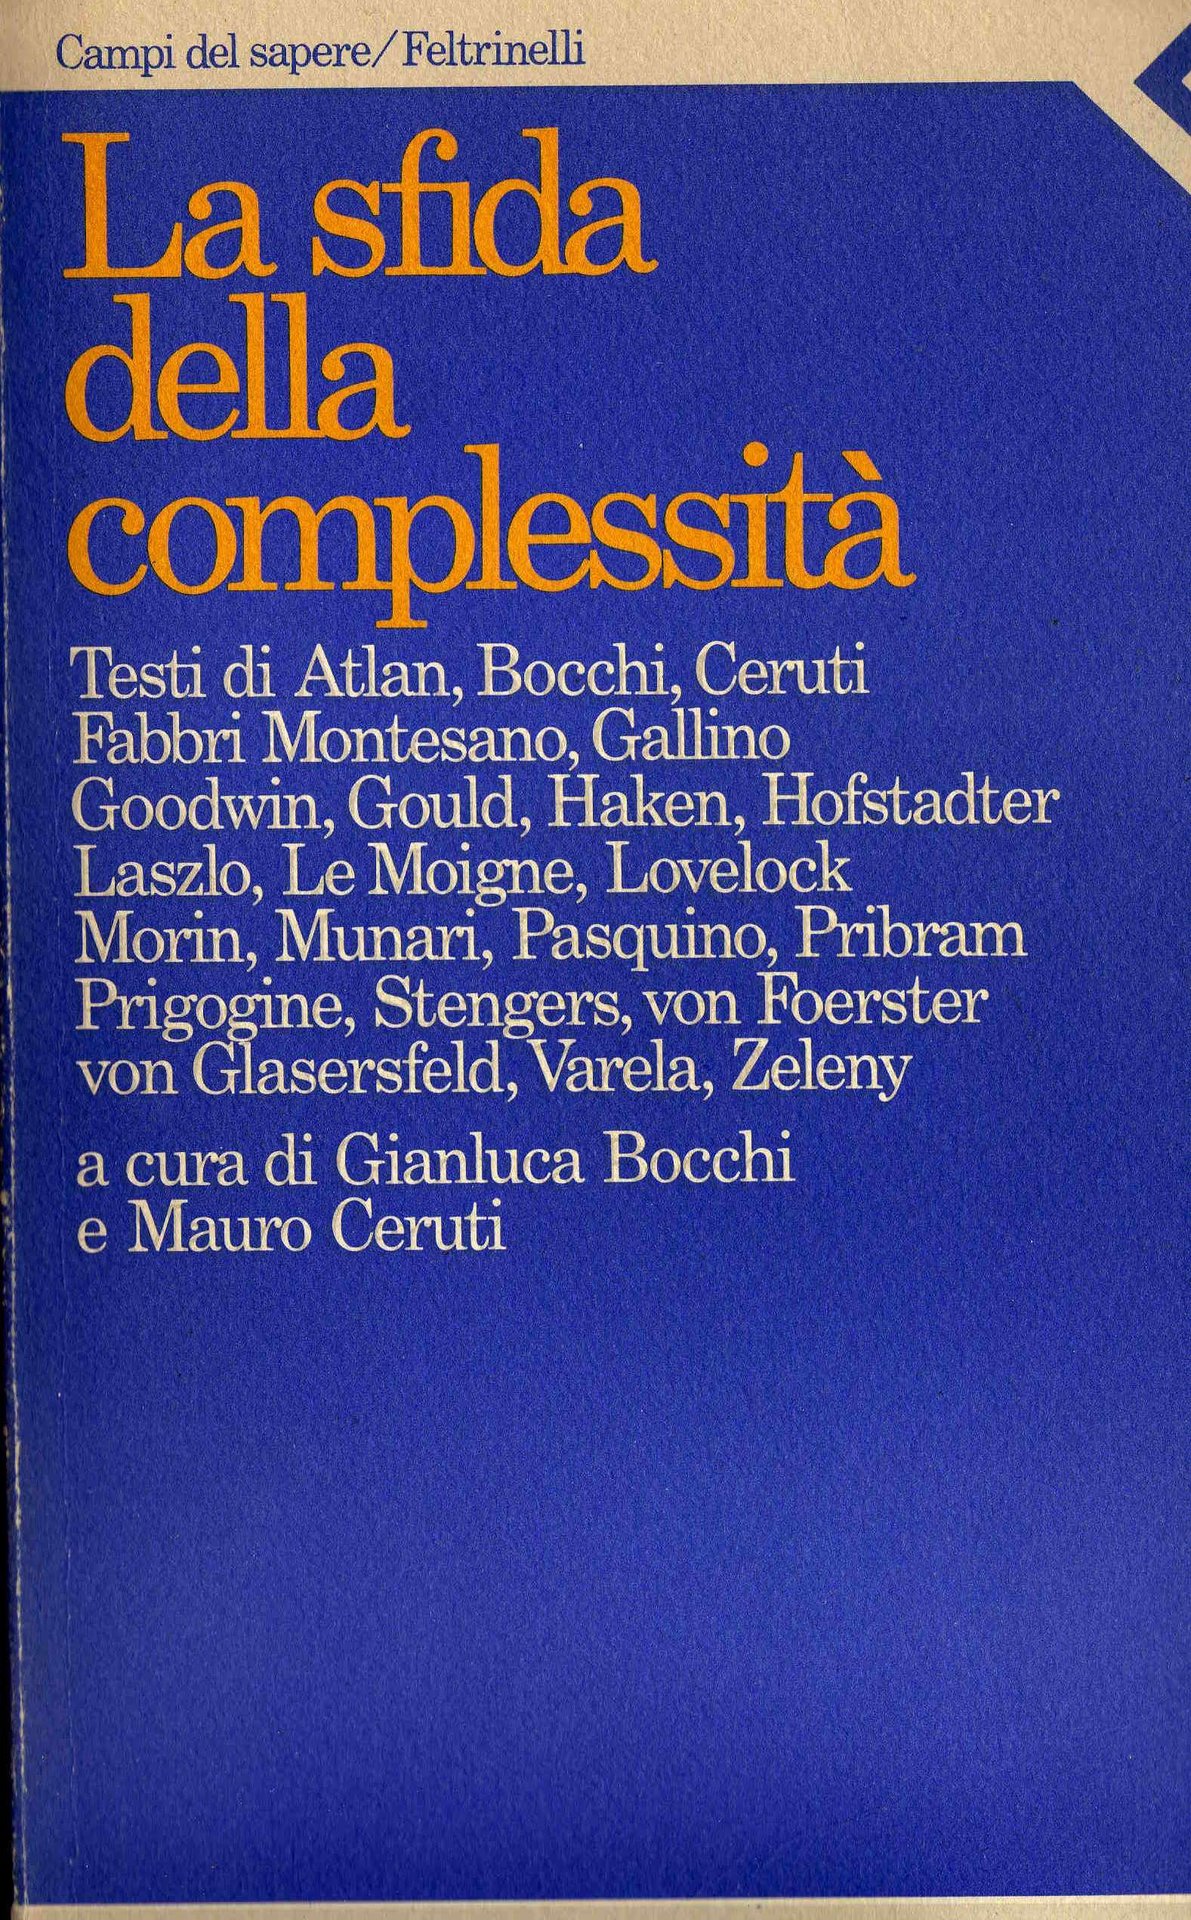 Campi del sapere/Feltrinelli
La sfida
della
complessità
Testi di Atlan, Bocchi, Ceruti
Fabbri Montesano, Gallino
Goodwin, Gould, Haken, Hofstadter
Laszlo, Le Moigne, Lovelock
Morin, Munari, Pasquino, Pribram
Prigogine, Stengers, von Foerster
von Glasersfeld, Varela, Zeleny
a cura di Gianluca Bocchi
e Mauro Ceruti